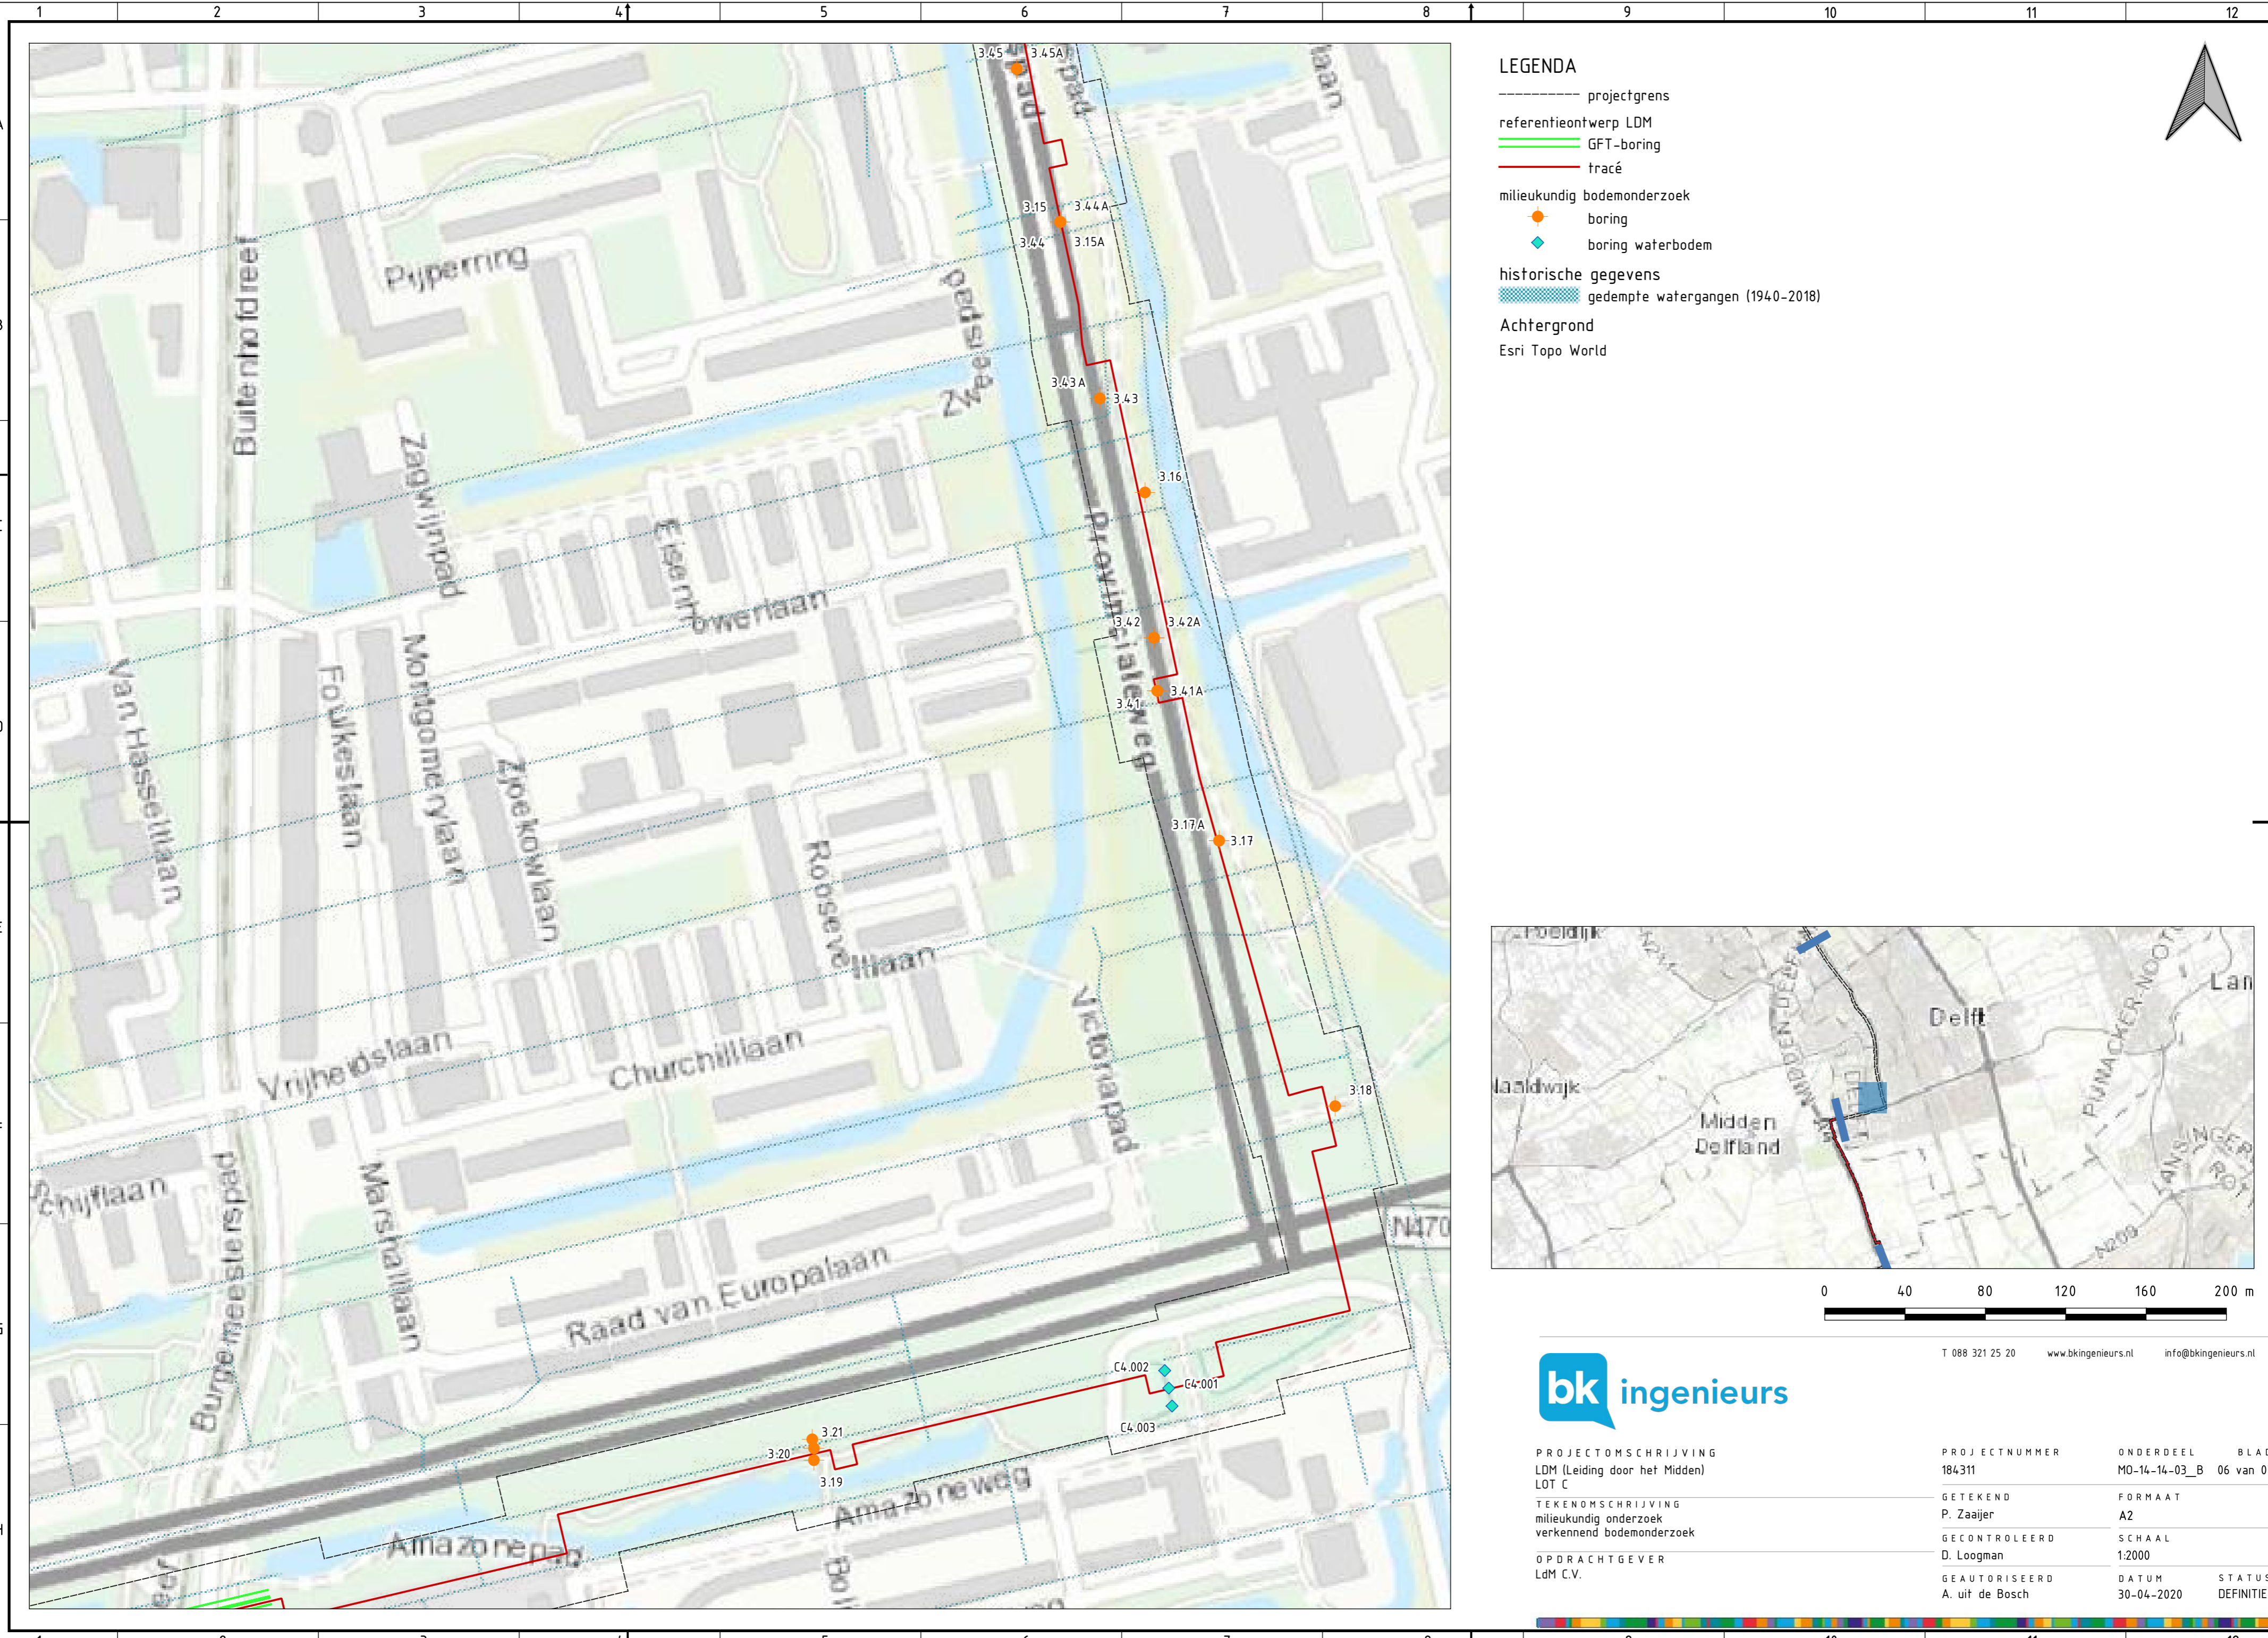 1 2 3 4 5 6 7 8 9 10 11 12
A
B
D
G
H
3.45 3.45A
3.15 3.44A
3.44 3.15A
Pijperring
Buitenhofdreef
Zweerspad
3.43A
3.43
Zagwijnpad
3.16
Provincialeweg
Eisenhowerlaan
3.42 3.42A
3.41A
3.41
Van Hasseltlaan
Foulkeslaan
Montgomerylaan
Zjoekowlaan
3.17A
3.17
Rooseveltlaan
Victoriapad
Vrijheidslaan
Churchilllaan
3.18
Schijflaan
Burgemeesterspad
Marshalllaan
N470
Raad van Europalaan
C4.002
C4.001
C4.003
3.21
3.20
3.19
Amazoneweg
Amazonepad
LEGENDA
projectgrens
referentieontwerp LDM
GFT-boring
tracé
milieukundig bodemonderzoek
boring
boring waterbodem
historische gegevens
gedempte watergangen (1940-2018)
Achtergrond
Esri Topo World
Delft
Midden
Delfland
N209
0 40 80 120 160 200 m
T 088 321 25 20 www.bkingenieurs.nl info@bkingenieurs.nl
bk ingenieurs
PROJECTOMSCHRIJVING
LDM (Leiding door het Midden)
LOT C
TEKENOMSCHRIJVING
milieukundig onderzoek
verkennend bodemonderzoek
OPDRACHTGEVER
LdM C.V.
PROJECTNUMMER ONDERDEEL
184311 MO-14-14-03_B 06 van
GETEKEND FORMAAT
P. Zaaijer A2
GECONTROLEERD SCHAAL
D. Loogman 1:2000
GEAUTORISEERD DATUM STATUS
A. uit de Bosch 30-04-2020 DEFINITIE